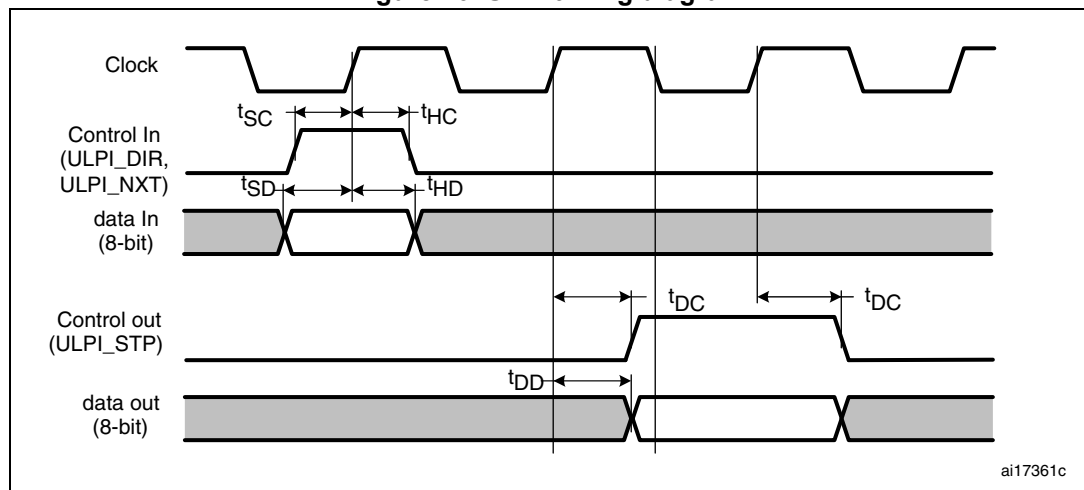 Clock
tSC
tHC
Control In
(ULPI_DIR,
ULPI_NXT)
tSD
tHD
data In
(8-bit)
tDC
tDC
Control out
(ULPI_STP)
tDD
data out
(8-bit)
ai17361c